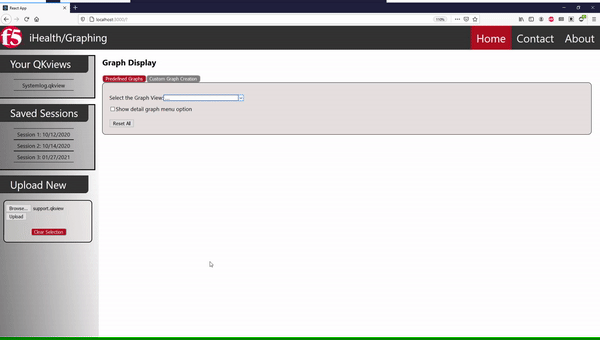 React App
localhost:3000/#
110%
f5
iHealth/Graphing
Home
Contact
About
Your QKviews
Systemlog.qkview
Saved Sessions
Session 1: 10/12/2020
Session 2: 10/14/2020
Session 3: 01/27/2021
Upload New
Browse...
support.qkview
Upload
Clear Selection
Graph Display
Predefined Graphs
Custom Graph Creation
Select the Graph View:
Show detail graph menu option
Reset All